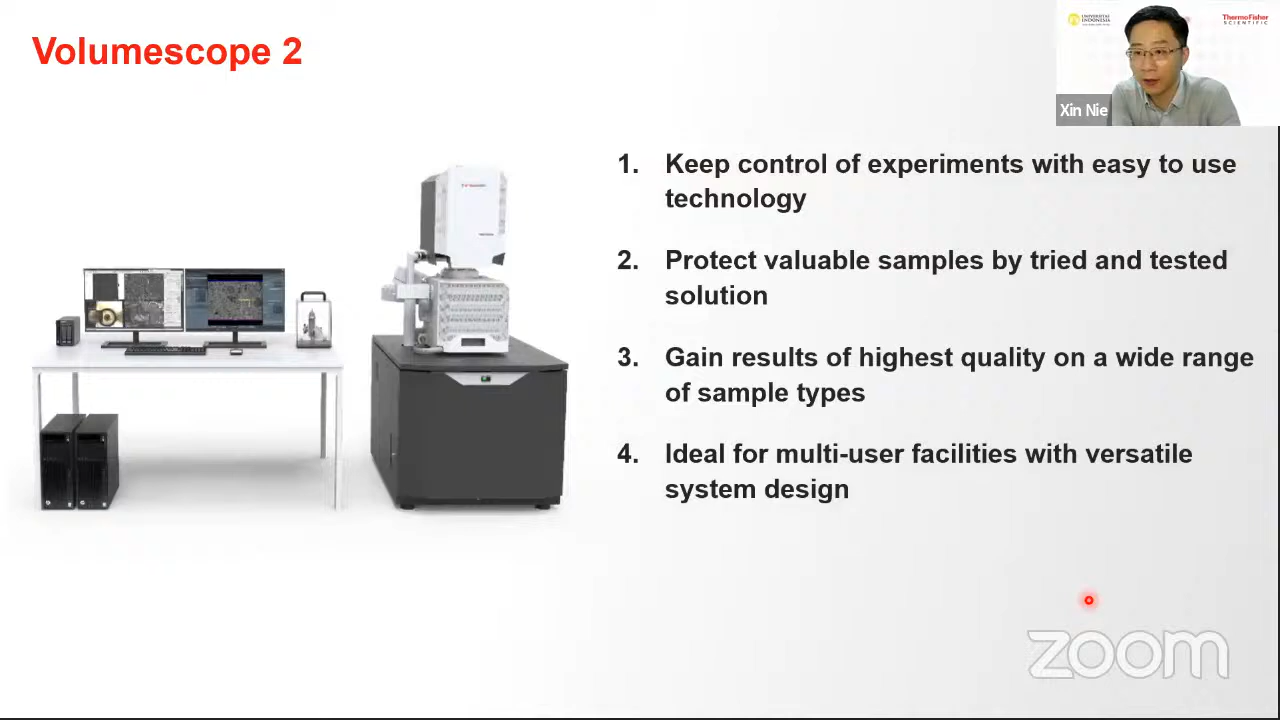 Volumescope 2
UNIVERSITAS
INDONESIA
ThermoFisher
SCIENTIFIC
Xin Nie
1. Keep control of experiments with easy to use
technology
2. Protect valuable samples by tried and tested
solution
3. Gain results of highest quality on a wide range
of sample types
4. Ideal for multi-user facilities with versatile
system design
zoom